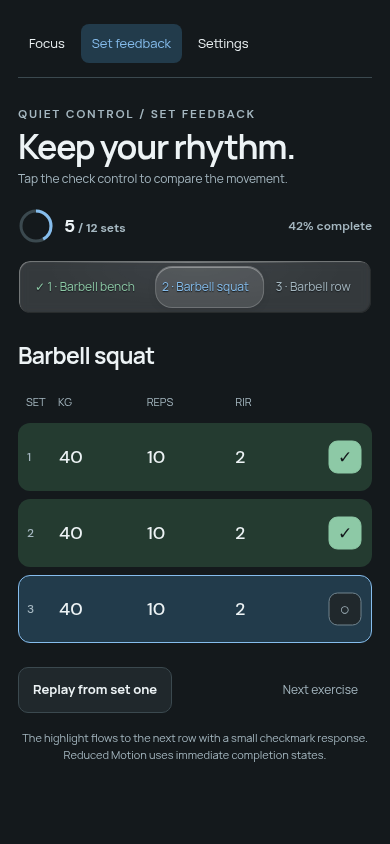 Focus Set feedback Settings
QUIET CONTROL / SET FEEDBACK
Keep your rhythm.
Tap the check control to compare the movement.
5 / 12 sets 42% complete
✓ 1 · Barbell bench 2 · Barbell squat 3 · Barbell row
Barbell squat
SET KG REPS RIR
1 40 10 2 ✓
2 40 10 2 ✓
3 40 10 2 ○
Replay from set one Next exercise
The highlight flows to the next row with a small checkmark response.
Reduced Motion uses immediate completion states.